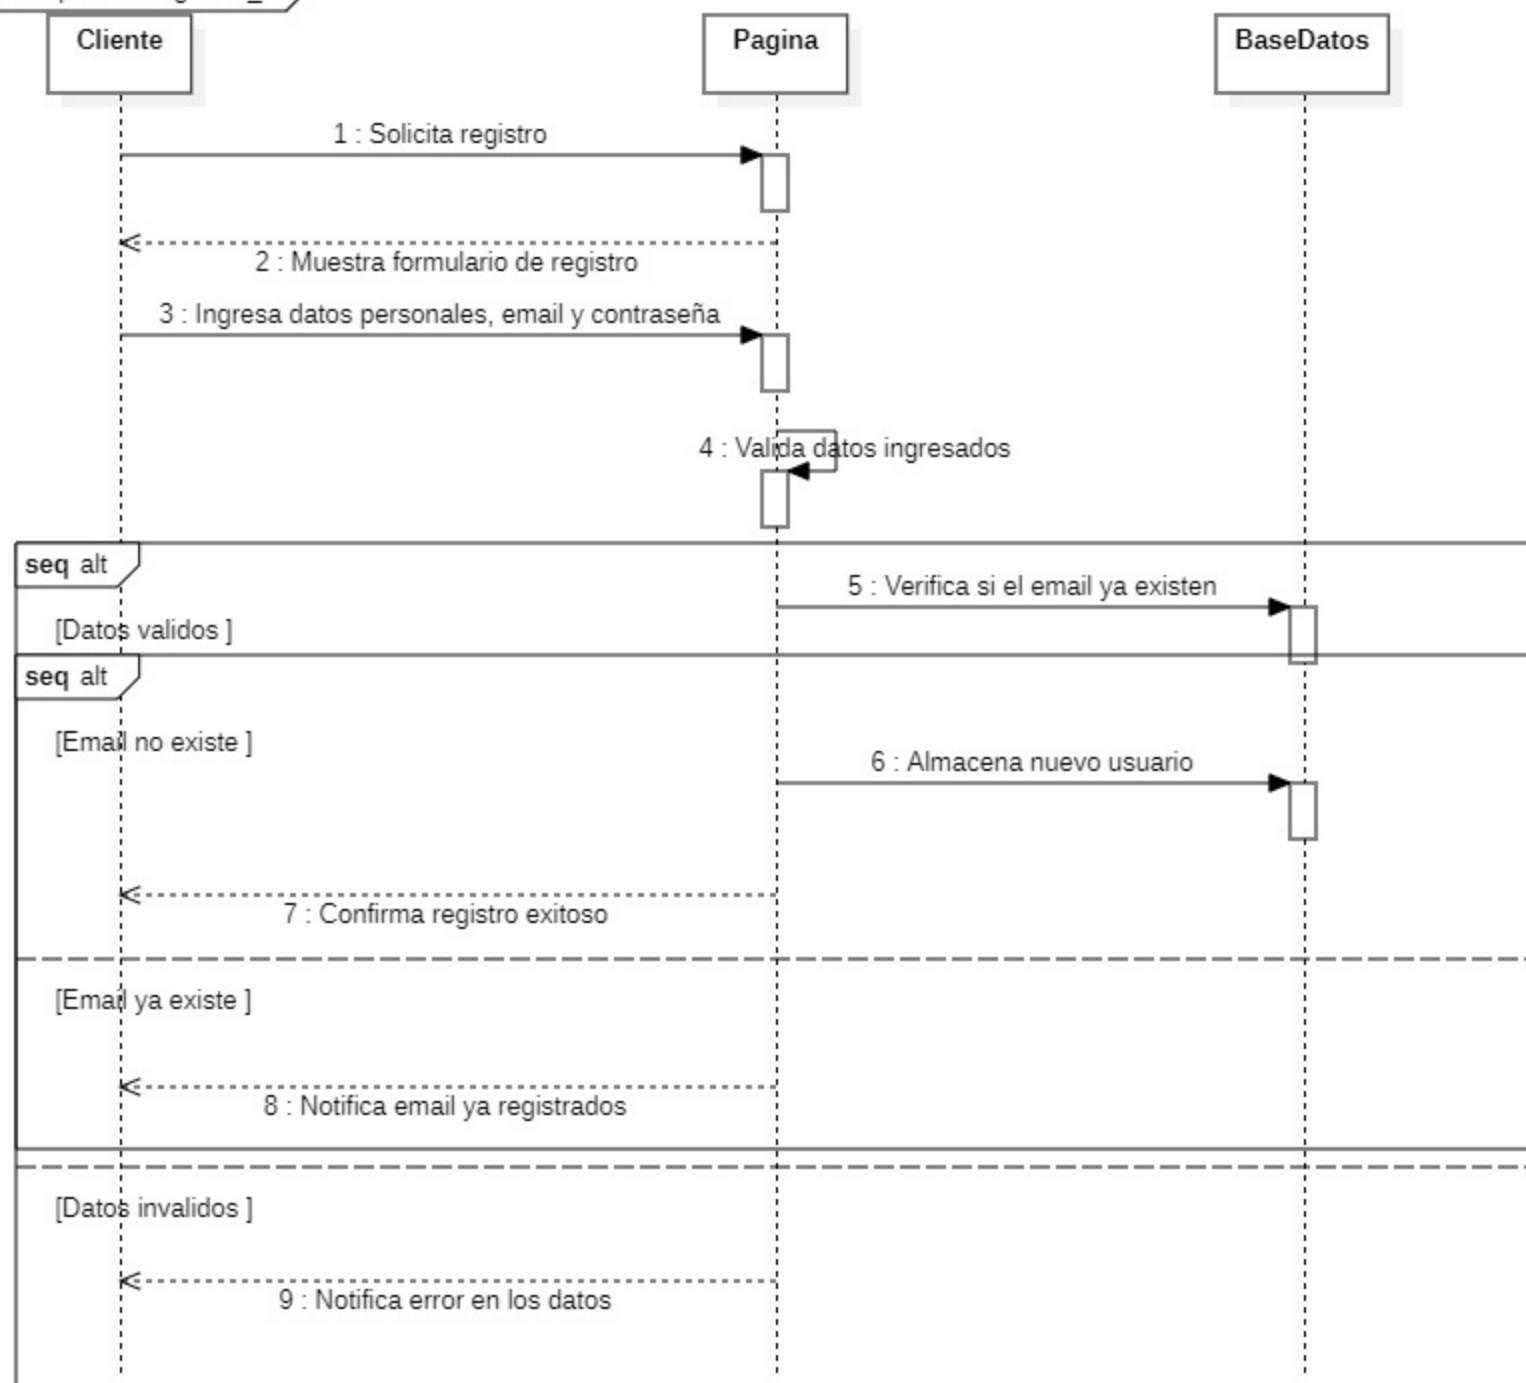 Cliente
Pagina
BaseDatos
1 : Solicita registro
2 : Muestra formulario de registro
3 : Ingresa datos personales, email y contraseña
4 : Valida datos ingresados
seq alt
5 : Verifica si el email ya existen
[Datos validos ]
seq alt
[Email no existe ]
6 : Almacena nuevo usuario
7 : Confirma registro exitoso
[Email ya existe ]
8 : Notifica email ya registrados
[Datos invalidos ]
9 : Notifica error en los datos